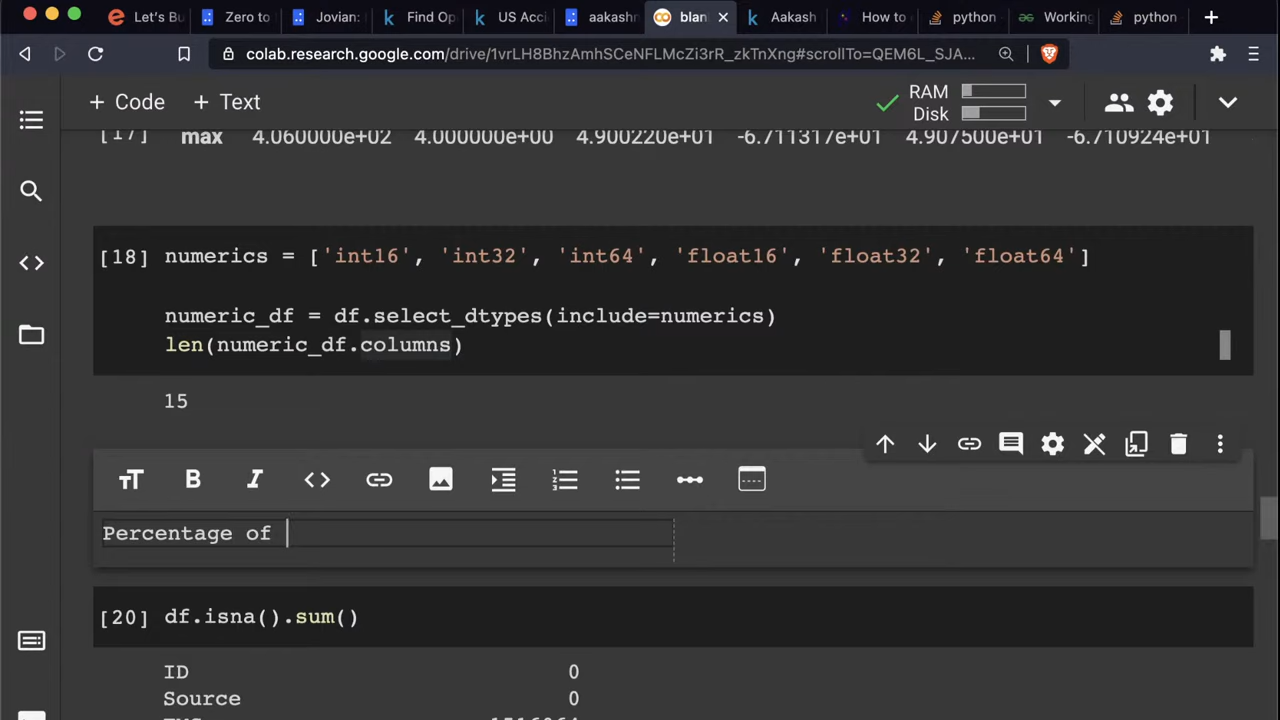 Let's Bu
Zero to
Jovian:
Find Op
US Acci
aakashr
blan
Aakash
How to
python
Working
python
colab.research.google.com/drive/1vrLH8BhzAmhSCeNFLMcZi3rR_zkTnXng#scrollTo=QEM6L_SJA...
+ Code + Text
RAM
Disk
[17] max 4.060000e+02 4.000000e+00 4.900220e+01 -6.711317e+01 4.907500e+01 -6.710924e+01
[18] numerics = ['int16', 'int32', 'int64', 'float16', 'float32', 'float64']
numeric_df = df.select_dtypes(include=numerics)
len(numeric_df.columns)
15
Percentage of
[20] df.isna().sum()
ID 0
Source 0